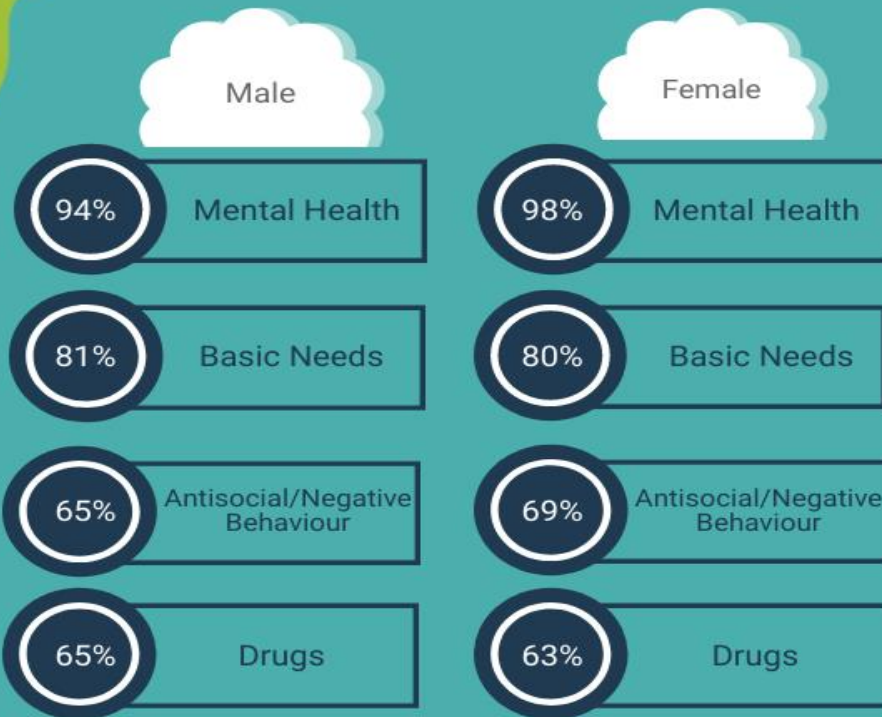 Male
94% Mental Health
81% Basic Needs
65% Antisocial/Negative
Behaviour
65% Drugs
Female
98% Mental Health
80% Basic Needs
69% Antisocial/Negative
Behaviour
63% Drugs